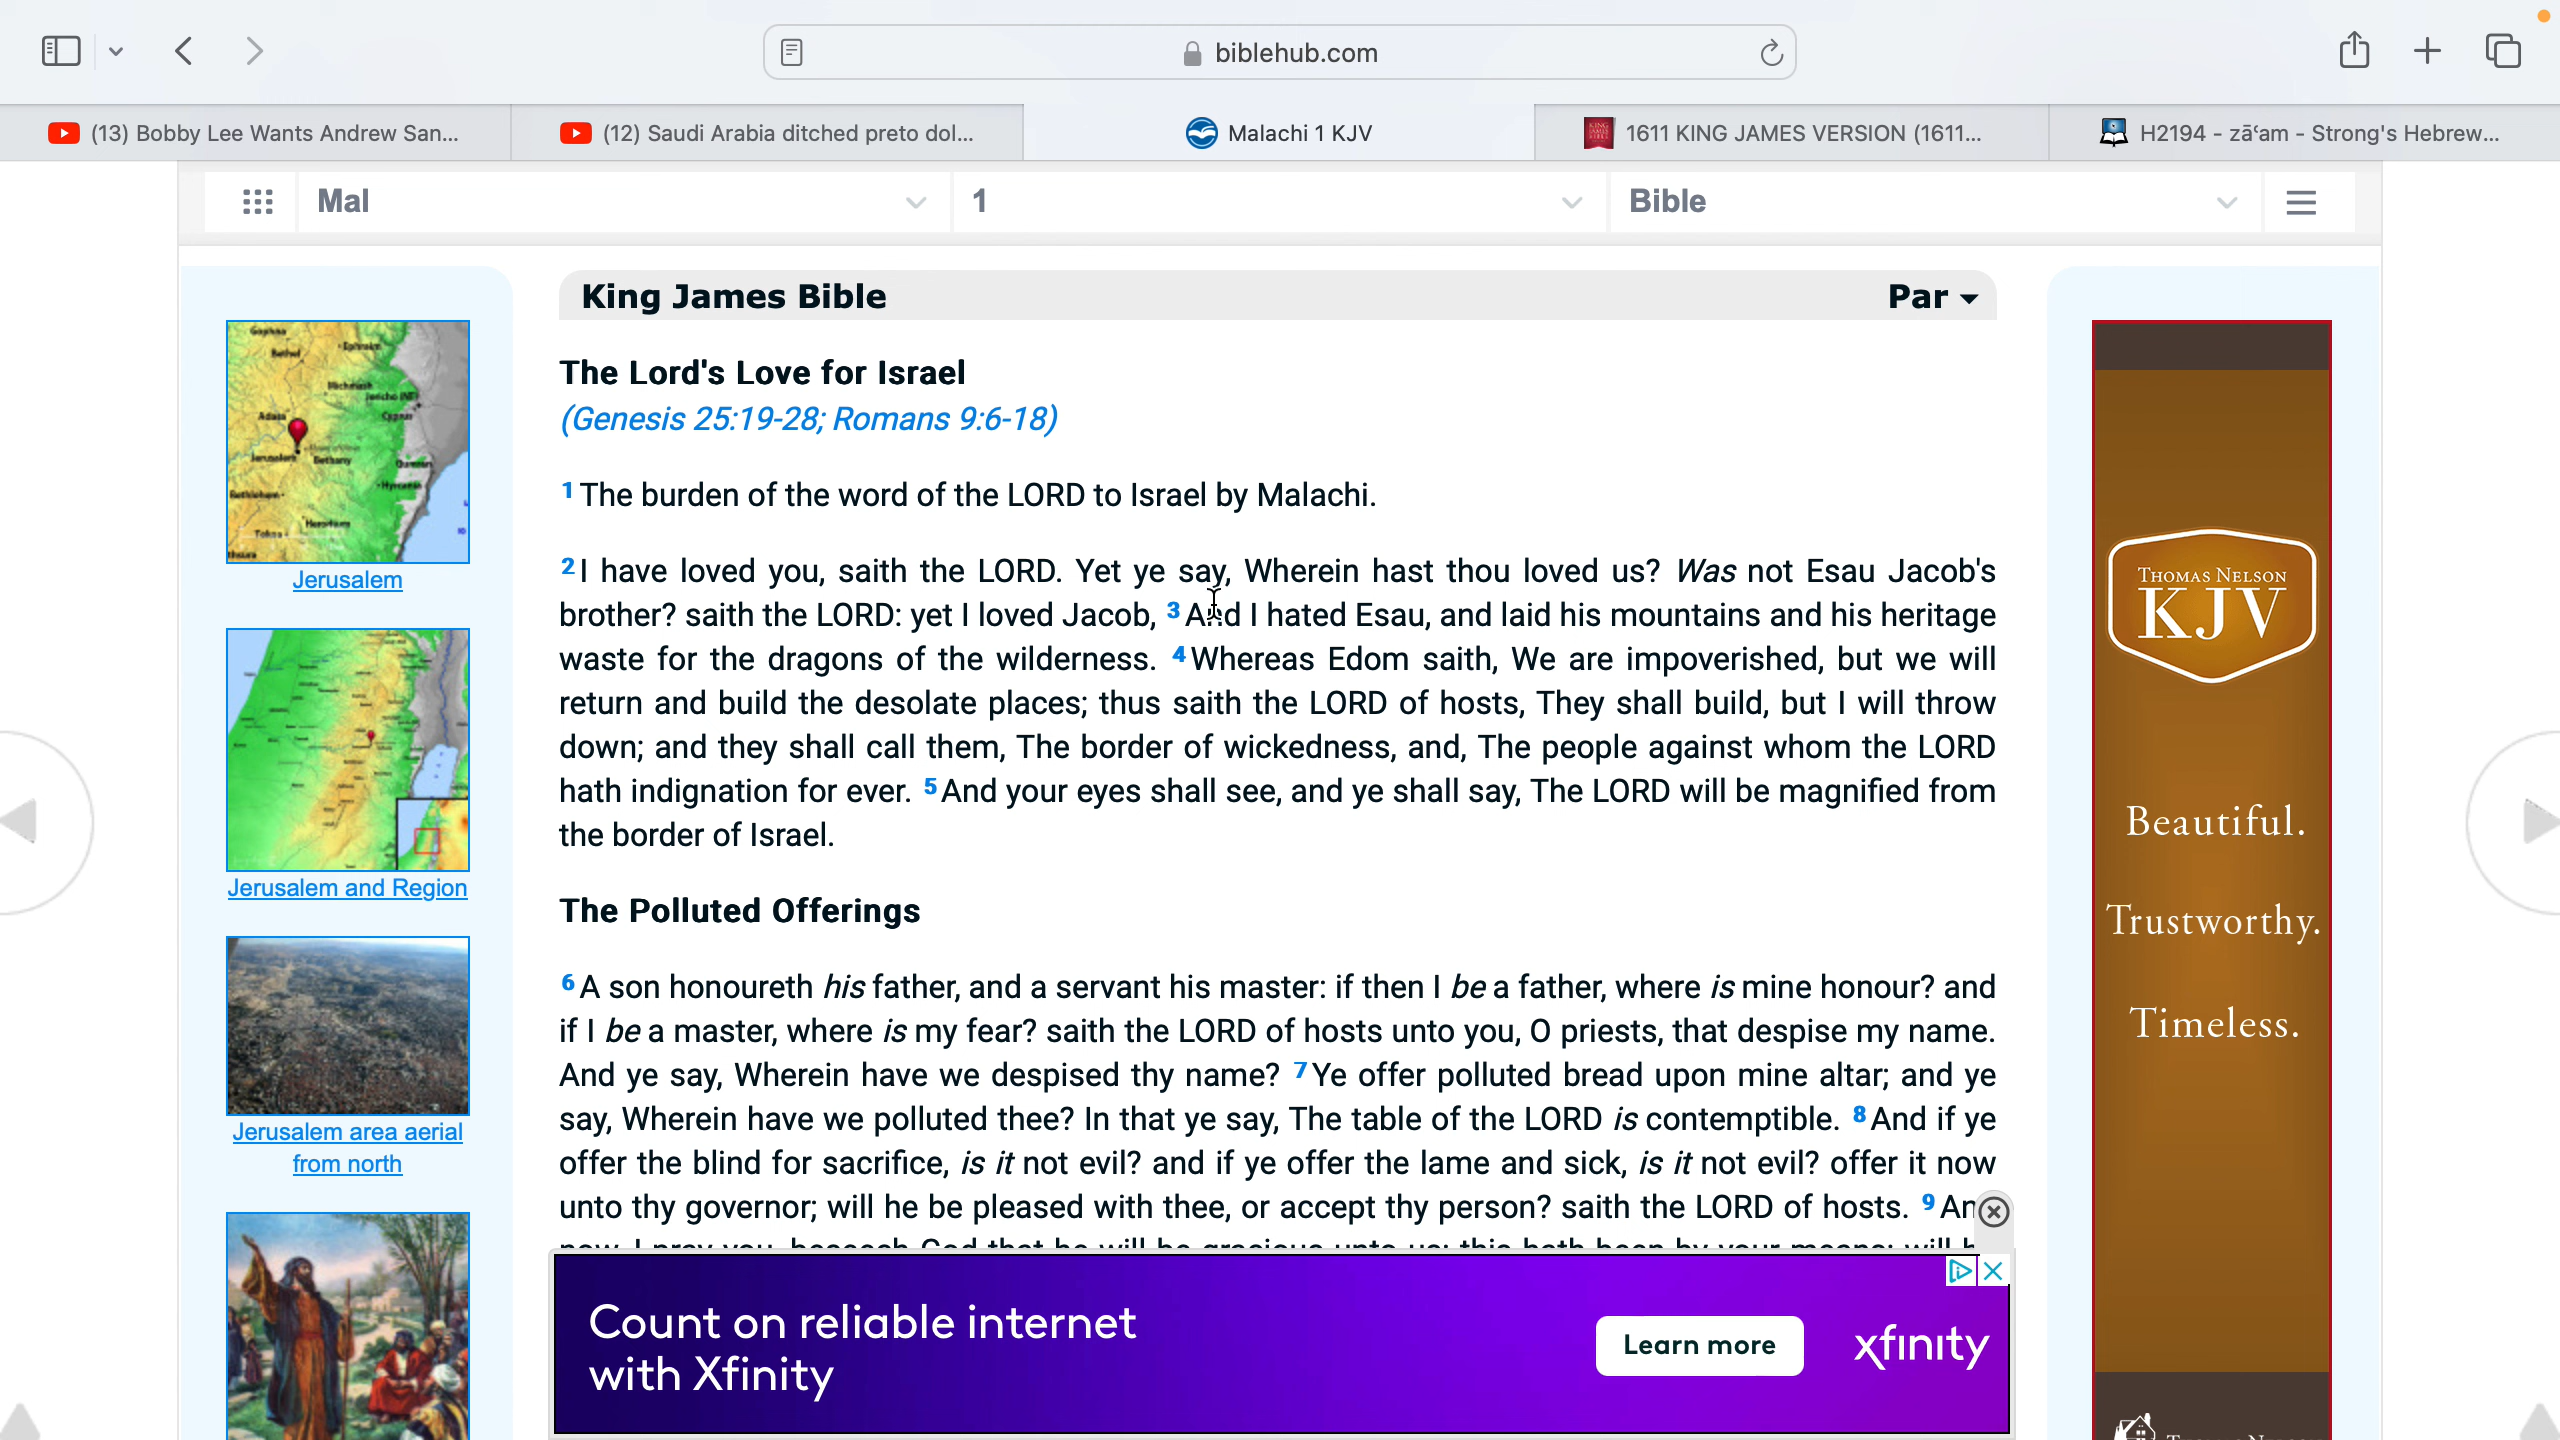 biblehub.com
(13) Bobby Lee Wants Andrew San...
(12) Saudi Arabia ditched preto dol...
Malachi 1 KJV
1611 KING JAMES VERSION (1611...
H2194 - zāʿam - Strong's Hebrew...
Mal
1
Bible
King James Bible
Par
The Lord's Love for Israel
(Genesis 25:19-28; Romans 9:6-18)
1 The burden of the word of the LORD to Israel by Malachi.
2 I have loved you, saith the LORD. Yet ye say, Wherein hast thou loved us? Was not Esau Jacob's
brother? saith the LORD: yet I loved Jacob, 3 And I hated Esau, and laid his mountains and his heritage
waste for the dragons of the wilderness. 4 Whereas Edom saith, We are impoverished, but we will
return and build the desolate places; thus saith the LORD of hosts, They shall build, but I will throw
down; and they shall call them, The border of wickedness, and, The people against whom the LORD
hath indignation for ever. 5 And your eyes shall see, and ye shall say, The LORD will be magnified from
the border of Israel.
The Polluted Offerings
6 A son honoureth his father, and a servant his master: if then I be a father, where is mine honour? and
if I be a master, where is my fear? saith the LORD of hosts unto you, O priests, that despise my name.
And ye say, Wherein have we despised thy name? 7 Ye offer polluted bread upon mine altar; and ye
say, Wherein have we polluted thee? In that ye say, The table of the LORD is contemptible. 8 And if ye
offer the blind for sacrifice, is it not evil? and if ye offer the lame and sick, is it not evil? offer it now
unto thy governor; will he be pleased with thee, or accept thy person? saith the LORD of hosts. 9 An
Jerusalem
Jerusalem and Region
Jerusalem area aerial
from north
THOMAS NELSON
KJV
Beautiful.
Trustworthy.
Timeless.
Count on reliable internet
with Xfinity
Learn more
xfinity